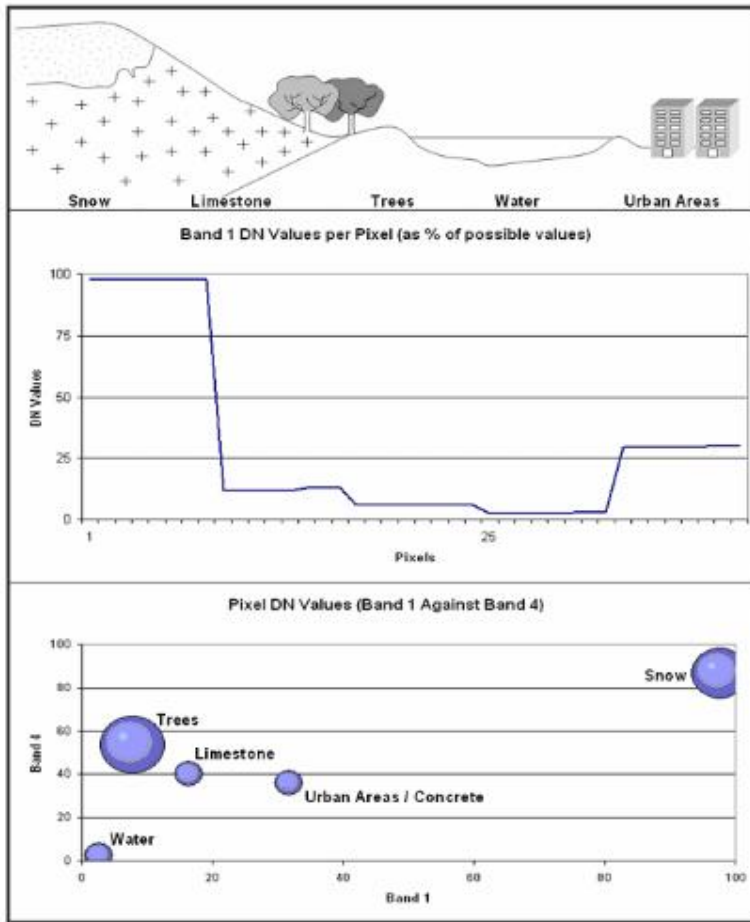 Snow Limestone Trees Water Urban Areas
Band 1 DN Values per Pixel (as % of possible values)
100
75
50
25
0
DN Values
1 25
Pixels
Pixel DN Values (Band 1 Against Band 4)
100
80
60
40
20
0
Band 4
Snow
Trees
Limestone
Urban Areas / Concrete
Water
0 20 40 60 80 100
Band 1